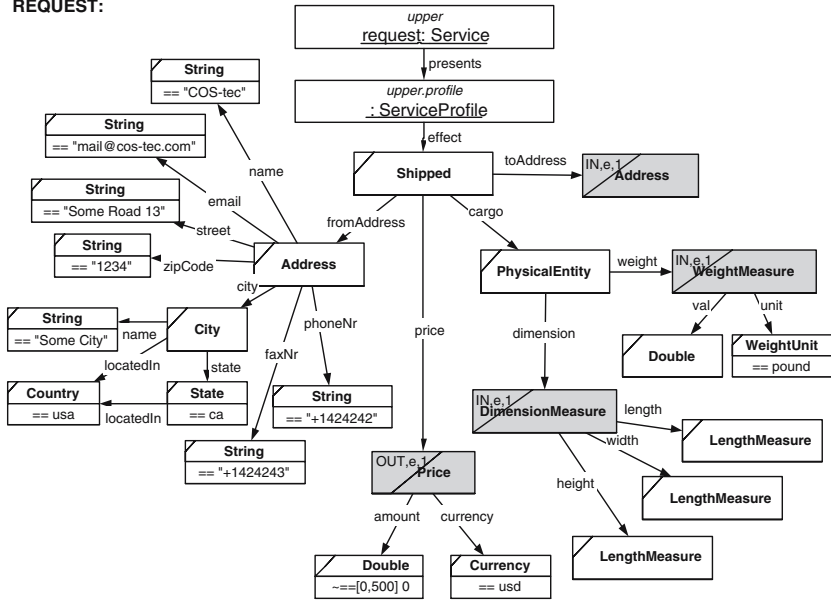 REQUEST:
upper
request: Service
presents
upper.profile
: ServiceProfile
effect
String
== "COS-tec"
String
== "mail@cos-tec.com"
String
== "Some Road 13"
String
== "1234"
name
email
street
zipCode
Shipped
toAddress
IN,e,1
Address
fromAddress
cargo
price
Address
city
phoneNr
faxNr
PhysicalEntity
weight
IN,e,1
WeightMeasure
val
unit
Double
WeightUnit
== pound
dimension
String
== "Some City"
name
City
locatedIn
state
Country
== usa
locatedIn
State
== ca
String
== "+1424242"
String
== "+1424243"
IN,e,1
DimensionMeasure
length
width
height
LengthMeasure
LengthMeasure
LengthMeasure
OUT,e,1
Price
amount
currency
Double
~==[0,500] 0
Currency
== usd